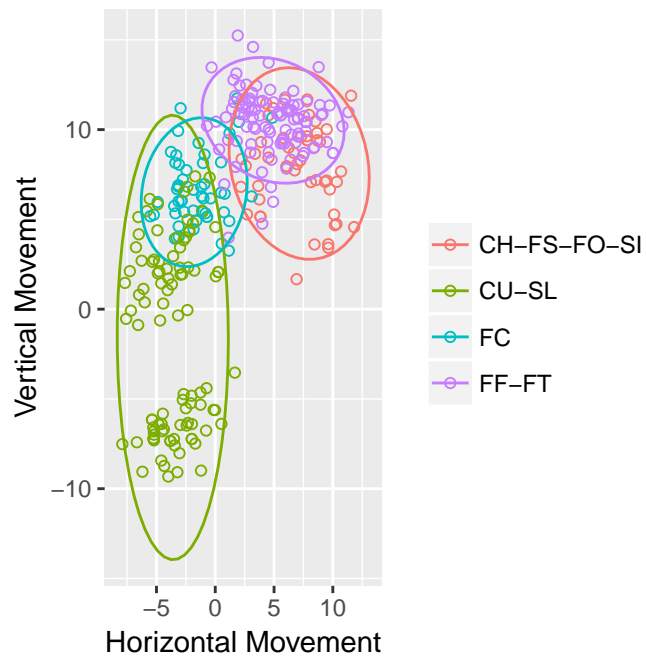 Vertical Movement
10
0
−10
−5
0
5
10
Horizontal Movement
CH−FS−FO−SI
CU−SL
FC
FF−FT